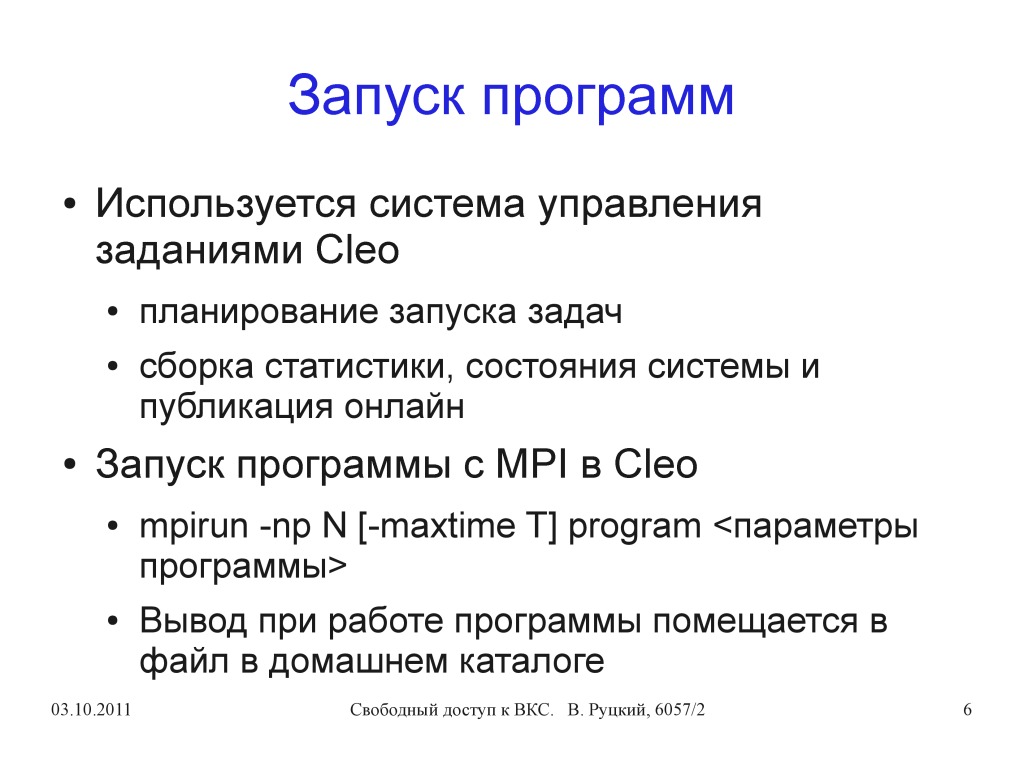 Запуск программ
• Используется система управления
заданиями Cleo
• планирование запуска задач
• сборка статистики, состояния системы и
публикация онлайн
• Запуск программы с MPI в Cleo
• mpirun -np N [-maxtime T] program <параметры
программы>
• Вывод при работе программы помещается в
файл в домашнем каталоге
03.10.2011 Свободный доступ к ВКС. В. Руцкий, 6057/2 6